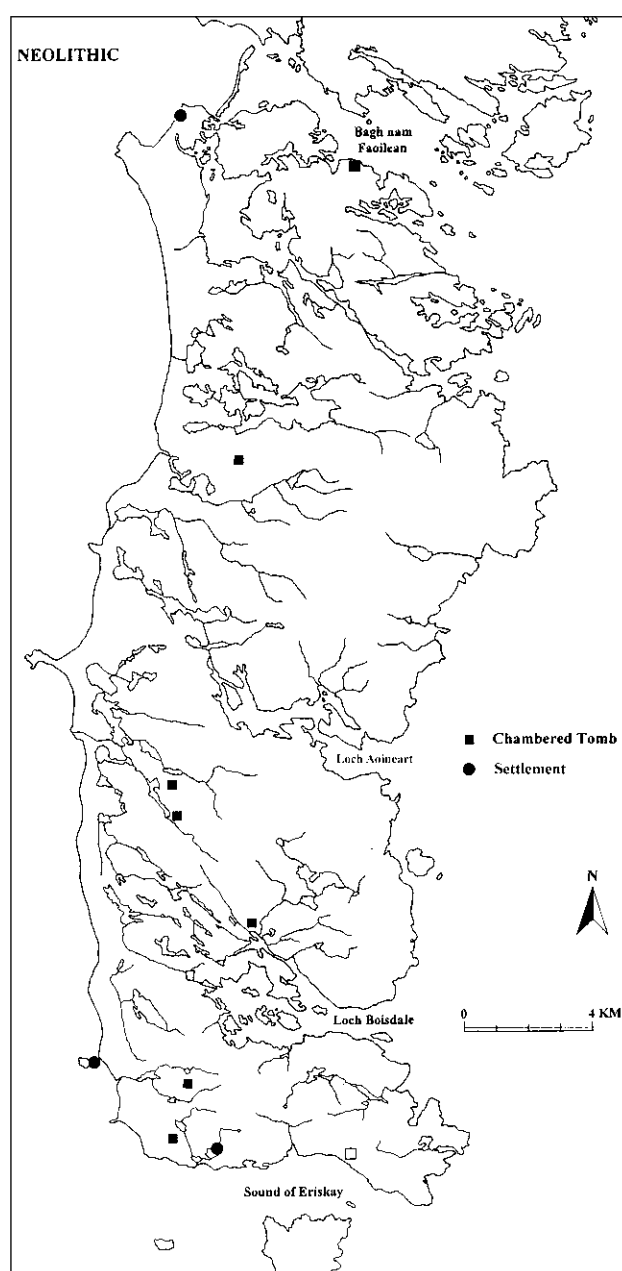 NEOLITHIC
Bagh nam
Faoilean
Chambered Tomb
Loch Aoineart
Settlement
N
0 4 KM
Loch Boisdale
Sound of Eriskay